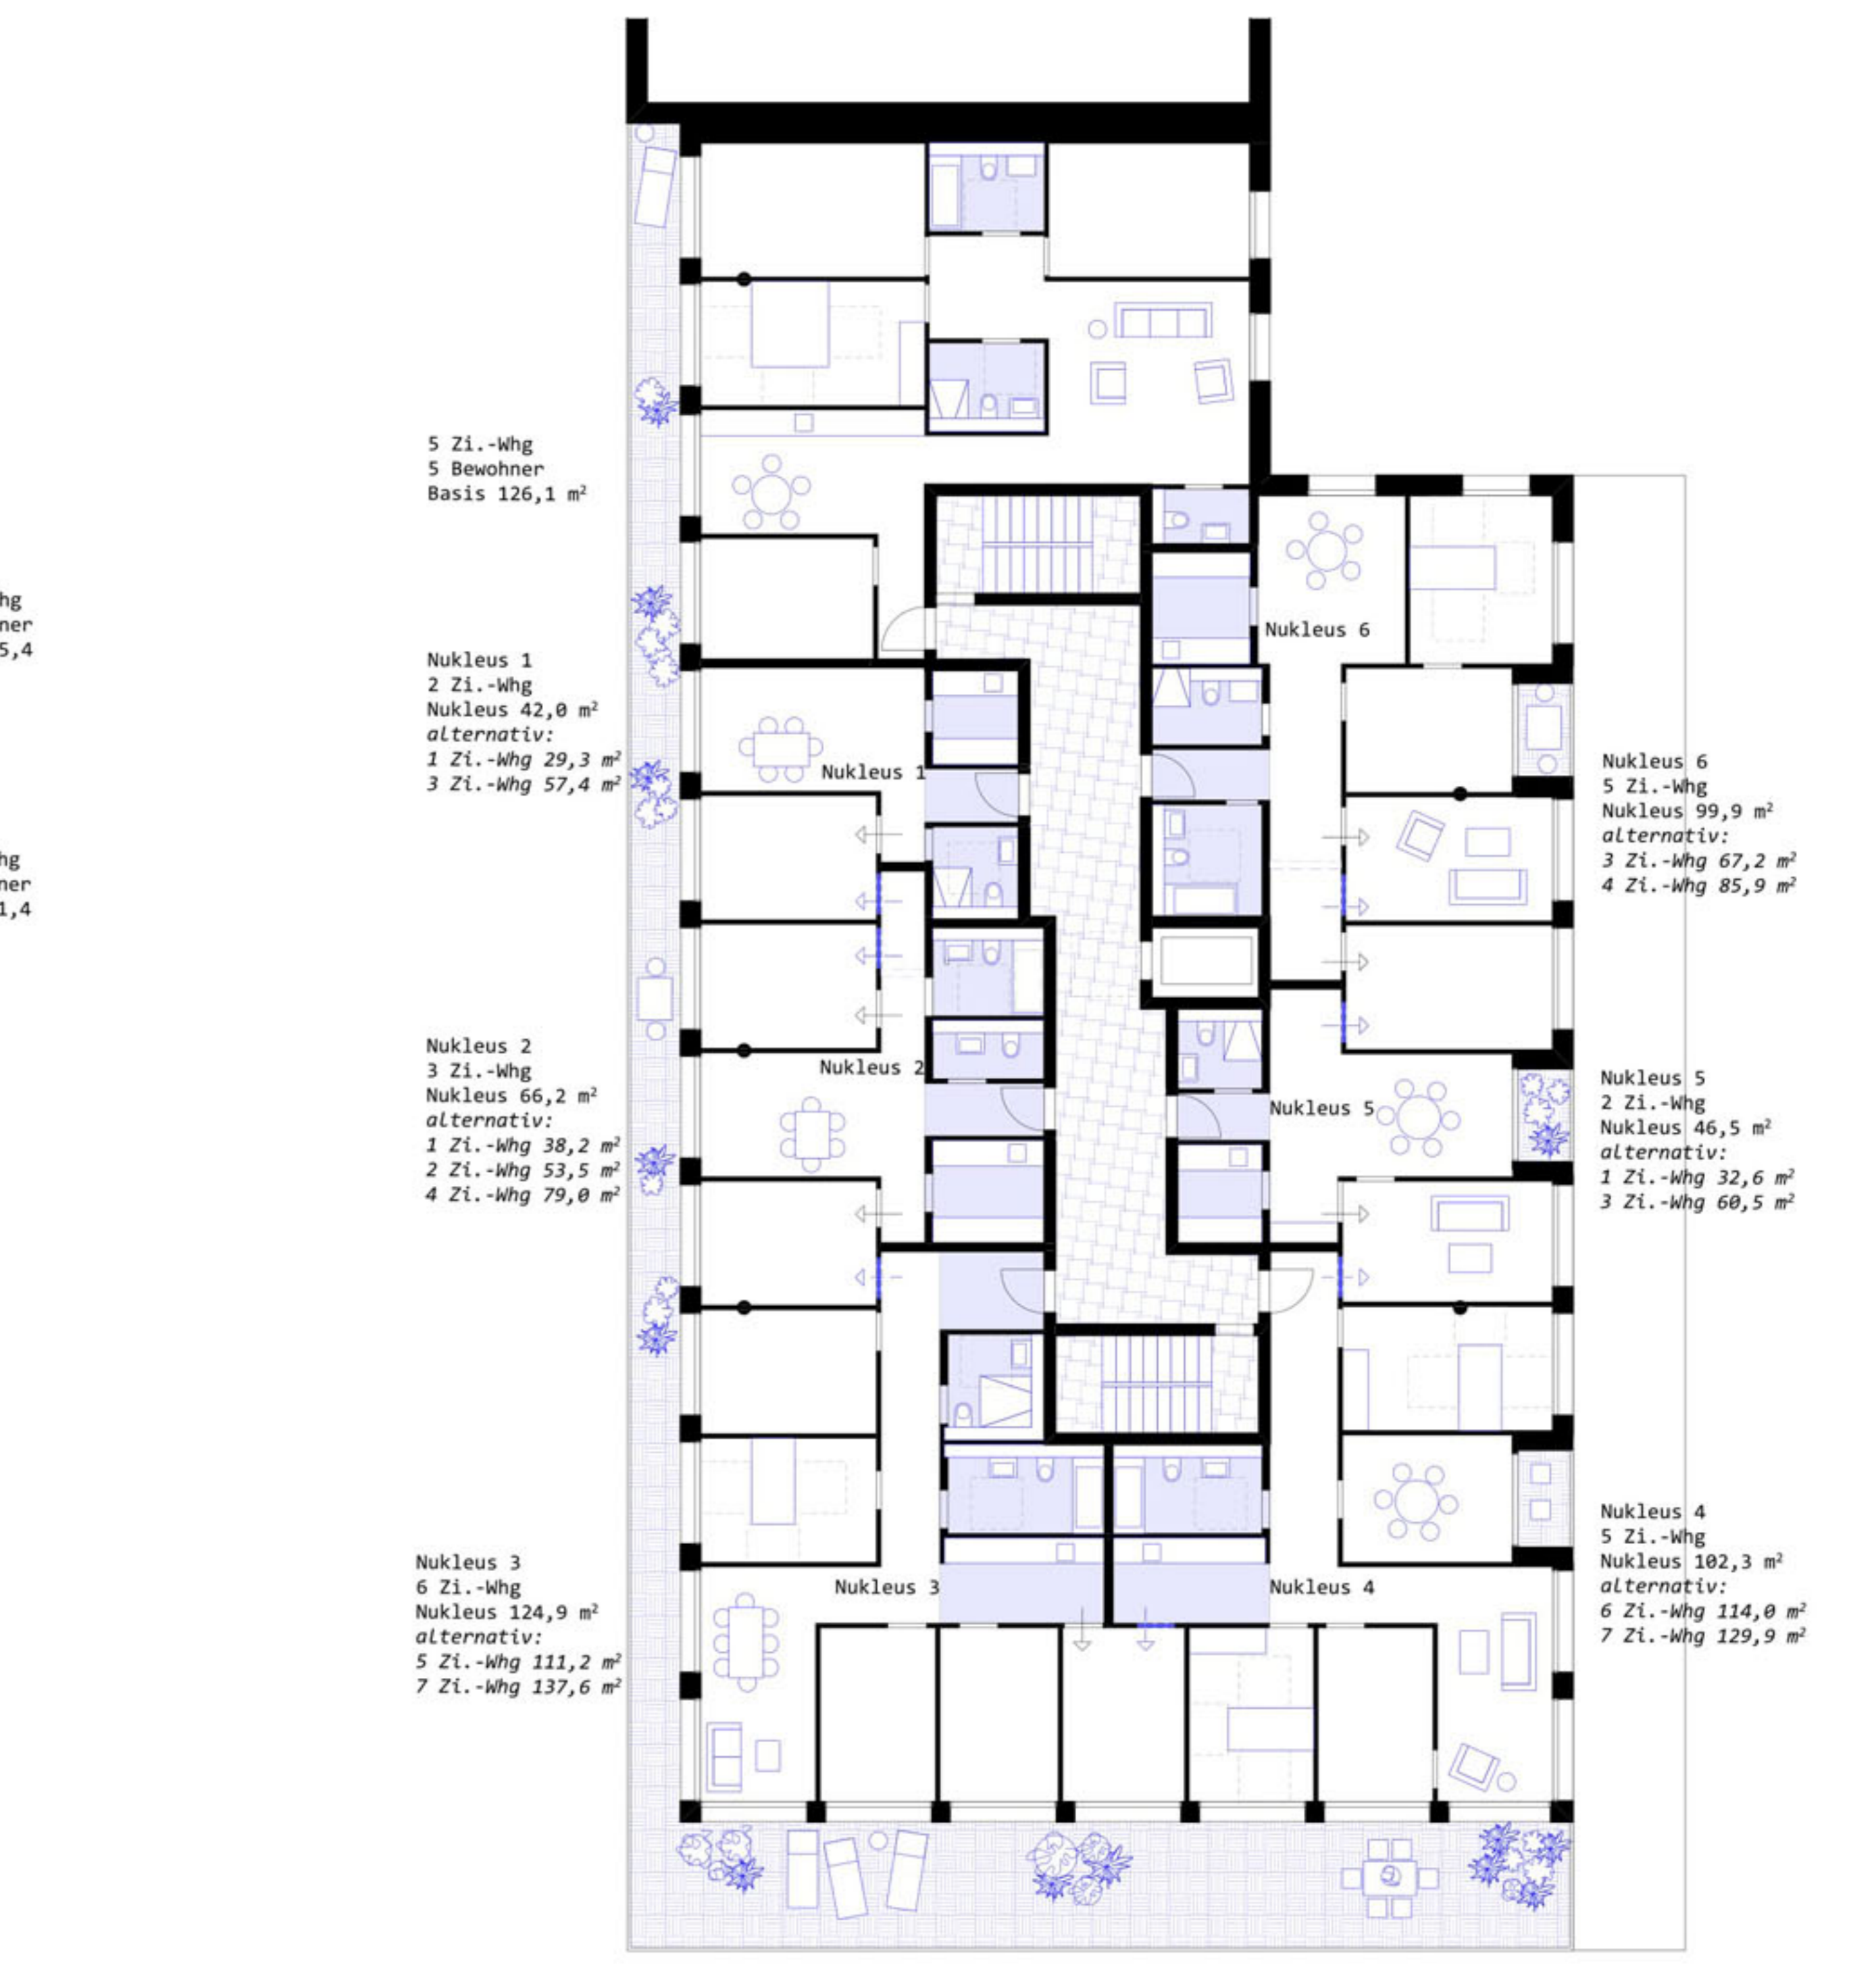 5 Zi.-Whg
5 Bewohner
Basis 126,1 m²
hg
ner
5,4
Nukleus 6
Nukleus 1
2 Zi.-Whg
Nukleus 42,0 m²
alternativ:
1 Zi.-Whg 29,3 m²
3 Zi.-Whg 57,4 m²
Nukleus 1
Nukleus 6
5 Zi.-Whg
Nukleus 99,9 m²
alternativ:
3 Zi.-Whg 67,2 m²
4 Zi.-Whg 85,9 m²
hg
ner
1,4
Nukleus 2
3 Zi.-Whg
Nukleus 66,2 m²
alternativ:
1 Zi.-Whg 38,2 m²
2 Zi.-Whg 53,5 m²
4 Zi.-Whg 79,0 m²
Nukleus 2
Nukleus 5
Nukleus 5
2 Zi.-Whg
Nukleus 46,5 m²
alternativ:
1 Zi.-Whg 32,6 m²
3 Zi.-Whg 60,5 m²
Nukleus 3
6 Zi.-Whg
Nukleus 124,9 m²
alternativ:
5 Zi.-Whg 111,2 m²
7 Zi.-Whg 137,6 m²
Nukleus 3
Nukleus 4
Nukleus 4
5 Zi.-Whg
Nukleus 102,3 m²
alternativ:
6 Zi.-Whg 114,0 m²
7 Zi.-Whg 129,9 m²